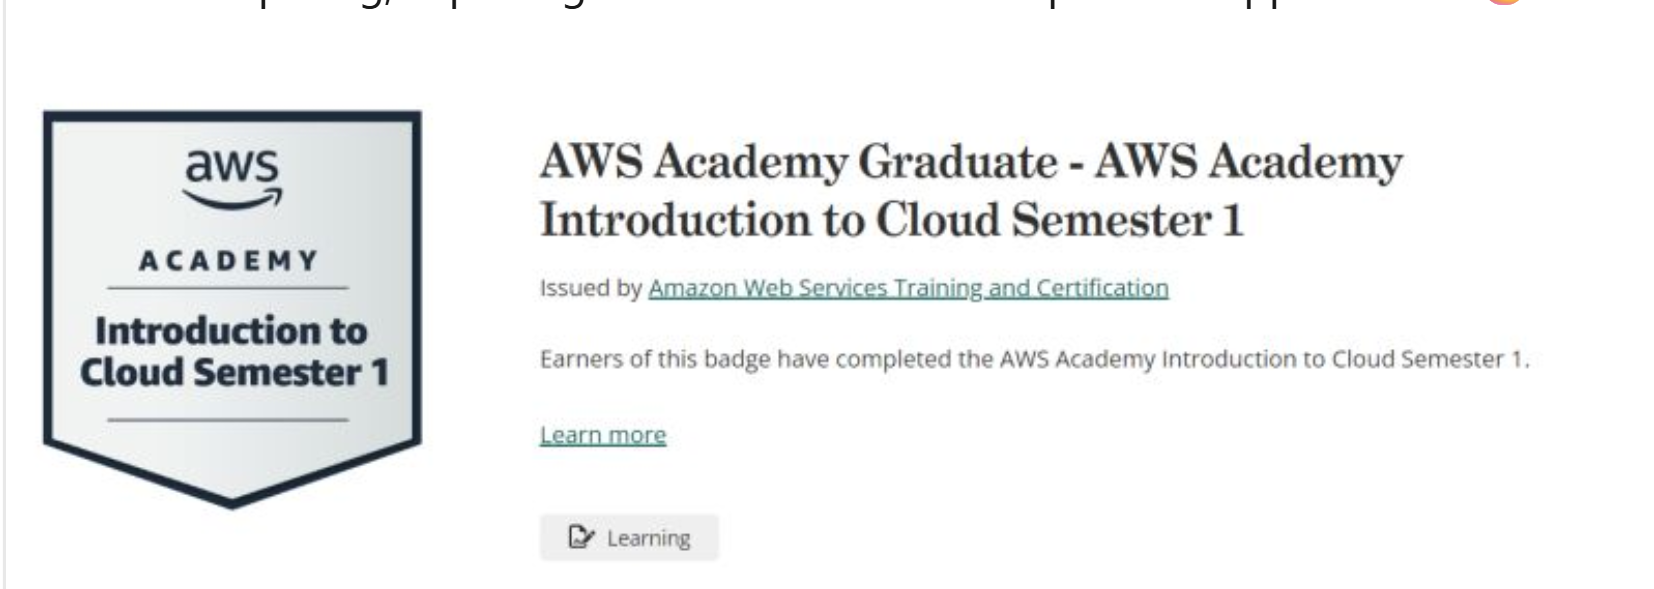 aws
ACADEMY
Introduction to
Cloud Semester 1
AWS Academy Graduate - AWS Academy
Introduction to Cloud Semester 1
Issued by Amazon Web Services Training and Certification
Earners of this badge have completed the AWS Academy Introduction to Cloud Semester 1.
Learn more
Learning